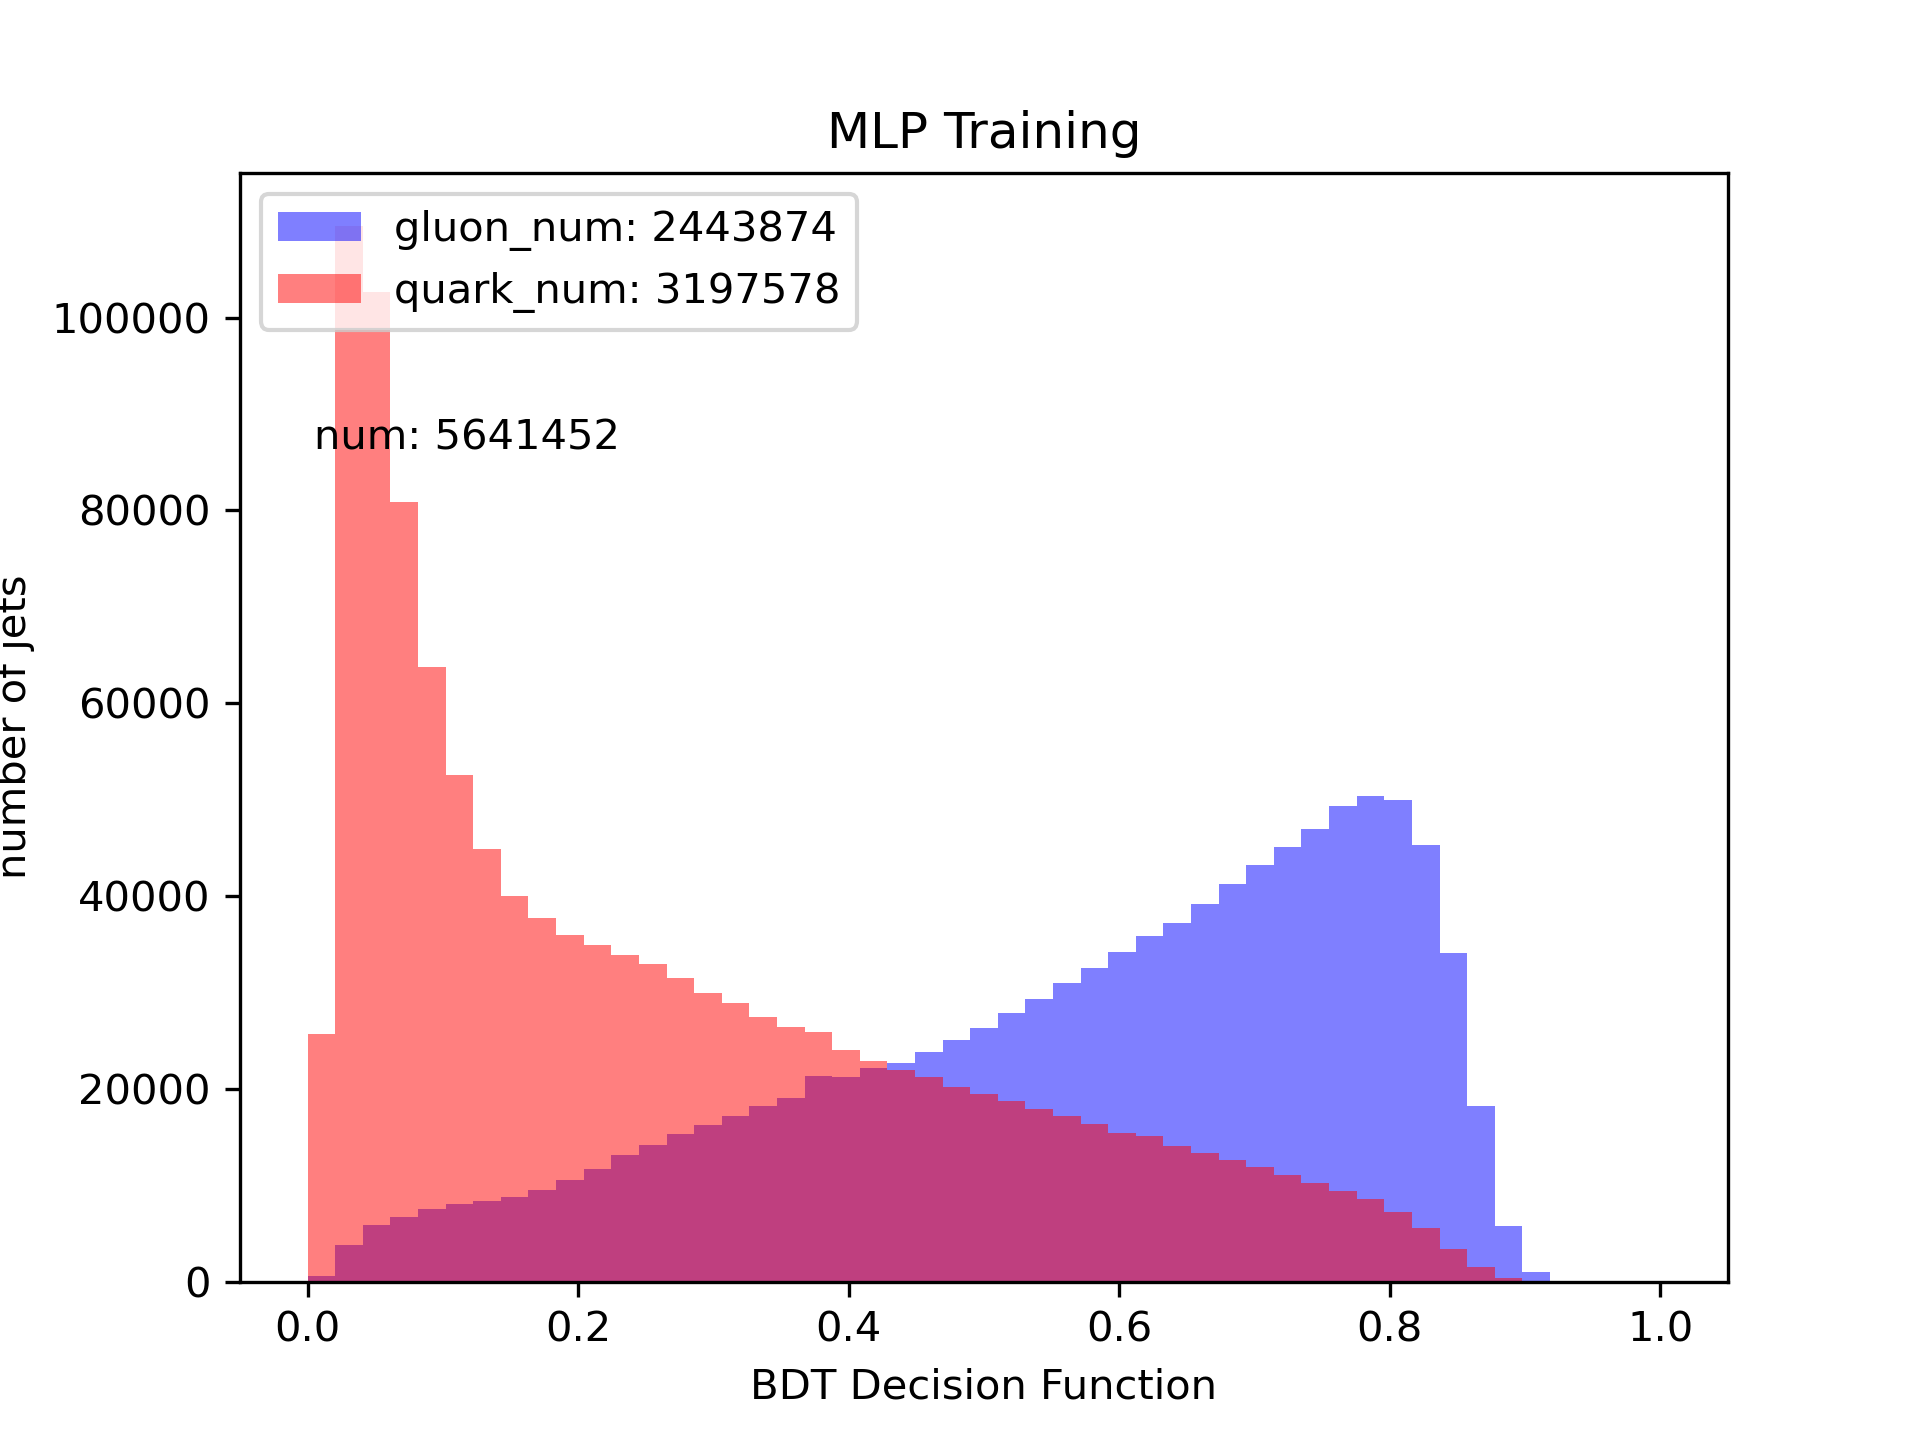 MLP Training
gluon_num: 2443874
quark_num: 3197578
num: 5641452
number of jets
100000
80000
60000
40000
20000
0
0.0 0.2 0.4 0.6 0.8 1.0
BDT Decision Function